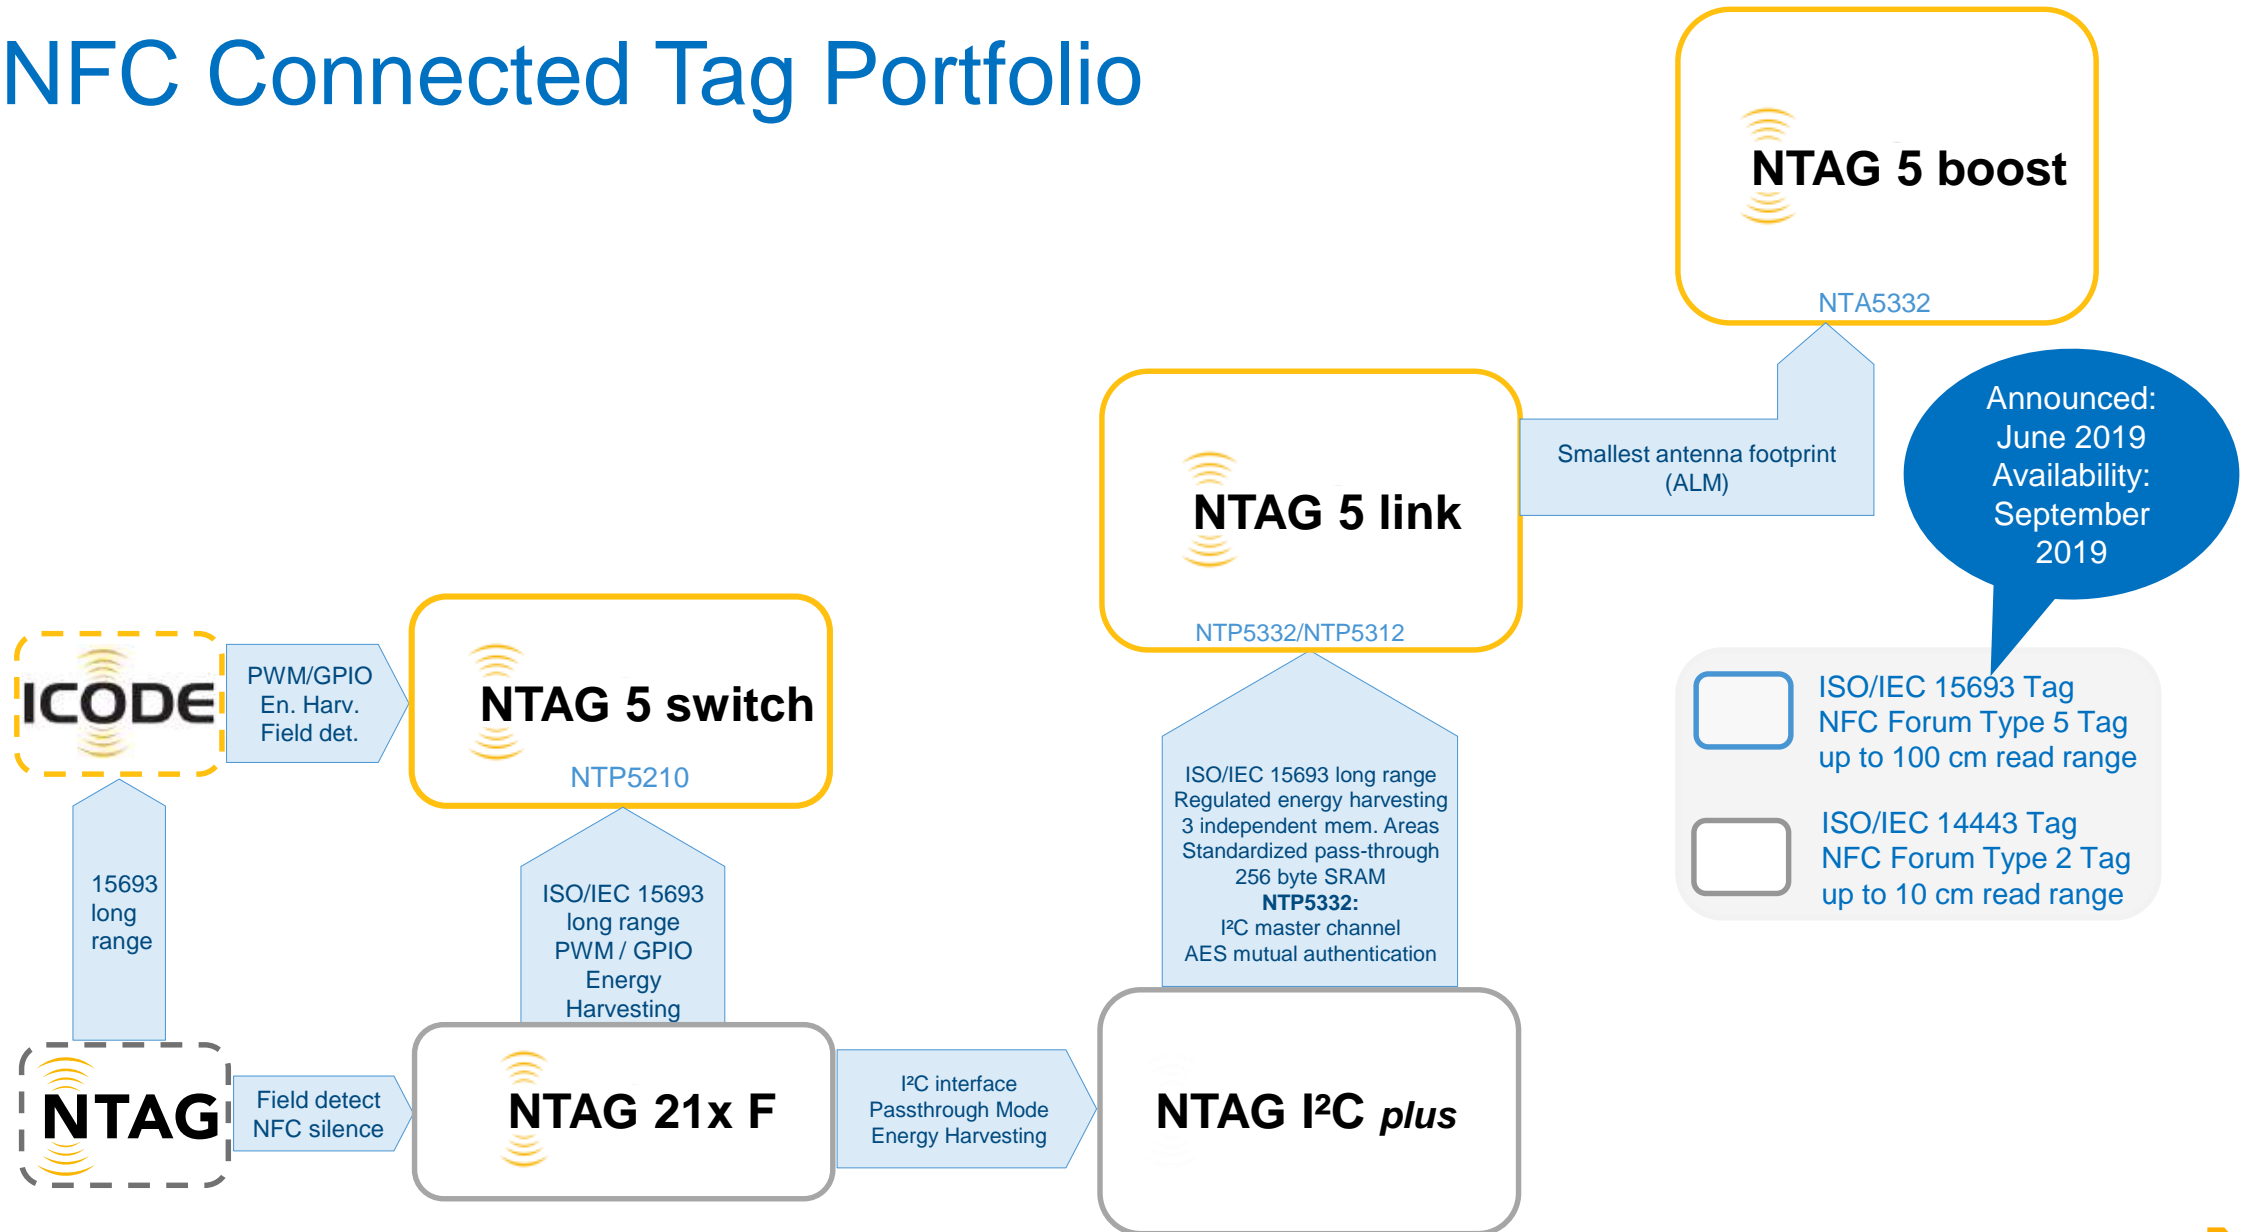 NFC Connected Tag Portfolio
NTAG 5 boost
NTA5332
Smallest antenna footprint
(ALM)
Announced:
June 2019
Availability:
September
2019
NTAG 5 link
NTP5332/NTP5312
ICODE
PWM/GPIO
En. Harv.
Field det.
NTAG 5 switch
NTP5210
ISO/IEC 15693 Tag
NFC Forum Type 5 Tag
up to 100 cm read range
ISO/IEC 14443 Tag
NFC Forum Type 2 Tag
up to 10 cm read range
15693
long
range
ISO/IEC 15693
long range
PWM / GPIO
Energy
Harvesting
ISO/IEC 15693 long range
Regulated energy harvesting
3 independent mem. Areas
Standardized pass-through
256 byte SRAM
NTP5332:
I²C master channel
AES mutual authentication
NTAG
Field detect
NFC silence
NTAG 21x F
I²C interface
Passthrough Mode
Energy Harvesting
NTAG I²C plus